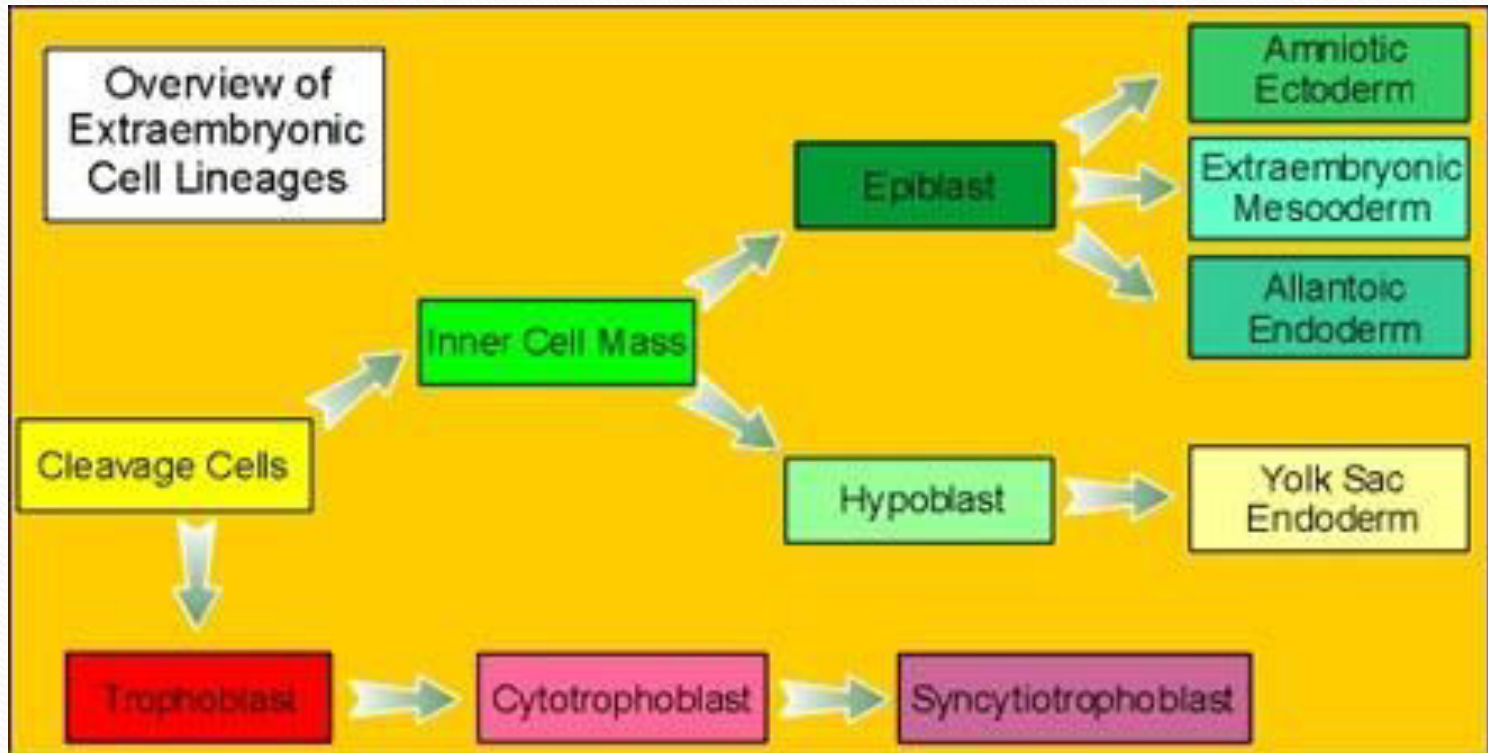 Overview of
Extraembryonic
Cell Lineages
Amniotic
Ectoderm
Epiblast
Extraembryonic
Mesooderm
Allantoic
Endoderm
Inner Cell Mass
Cleavage Cells
Hypoblast
Yolk Sac
Endoderm
Trophoblast
Cytotrophoblast
Syncytiotrophoblast